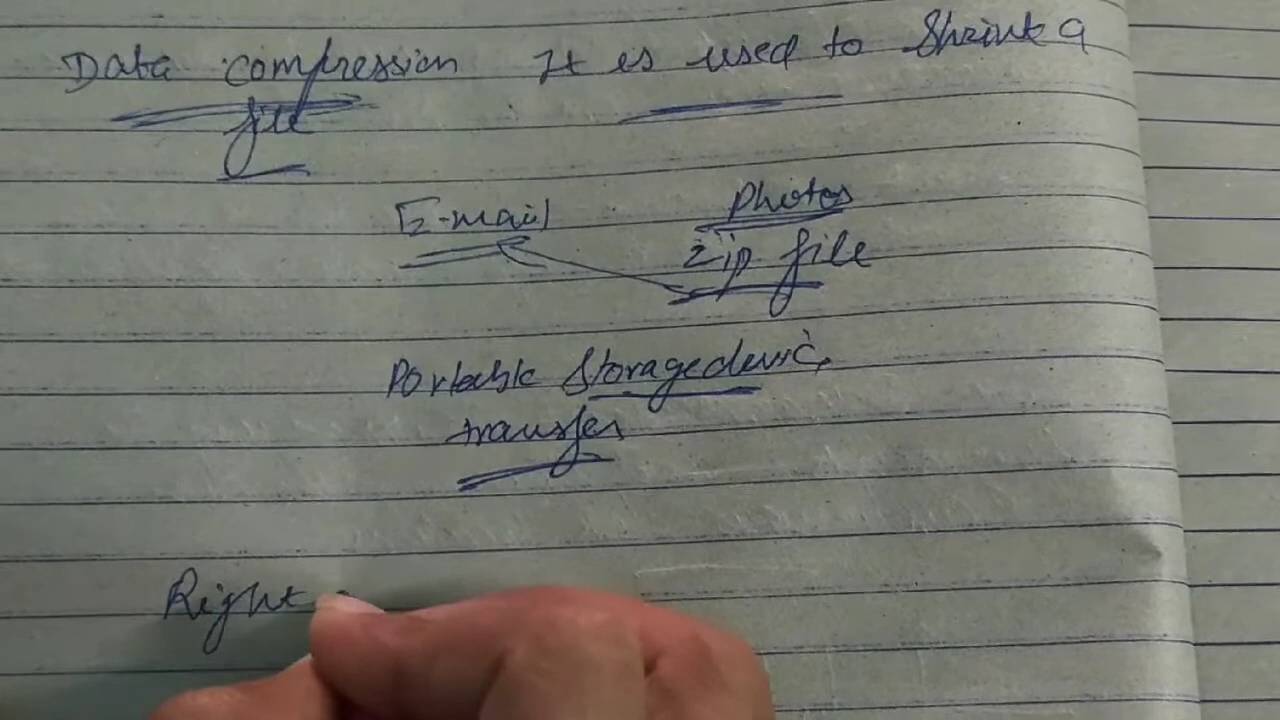 Data compression It is used to Shrink a
file
E-mail Photos
zip file
Portable Storage device
transfer
Right